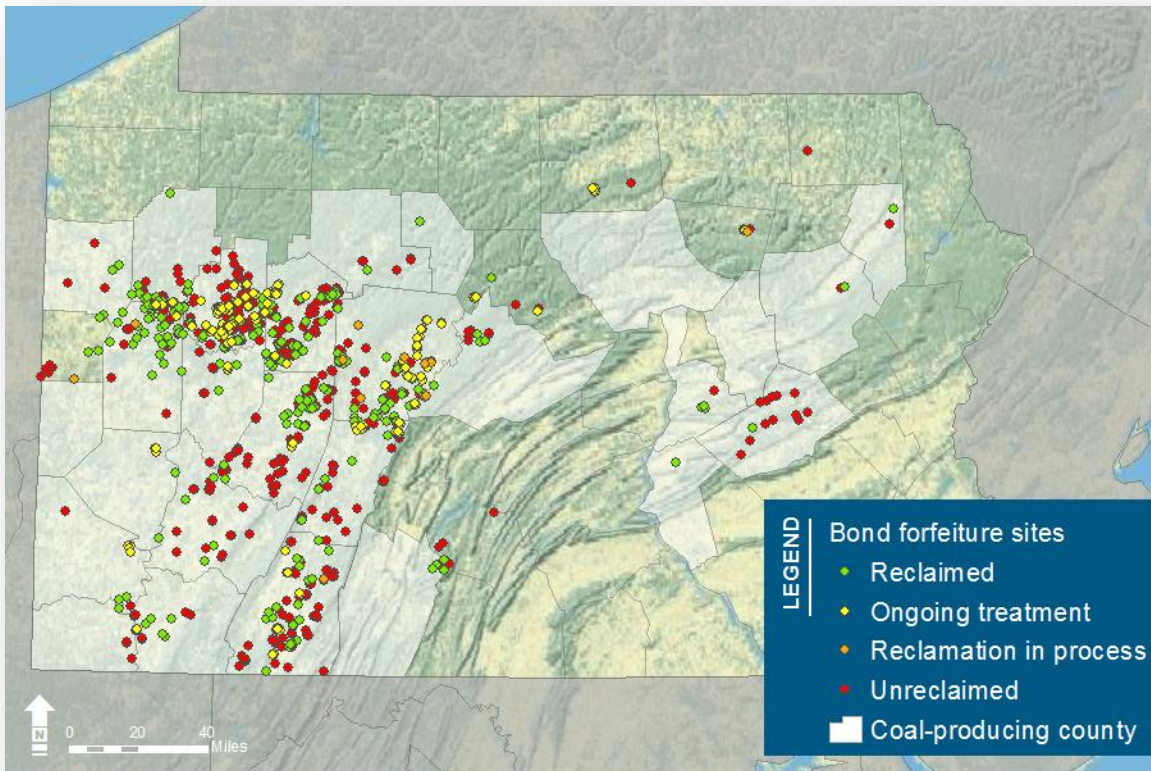 LEGEND
Bond forfeiture sites
Reclaimed
Ongoing treatment
Reclamation in process
Unreclaimed
Coal-producing county
N
0 20 40
Miles